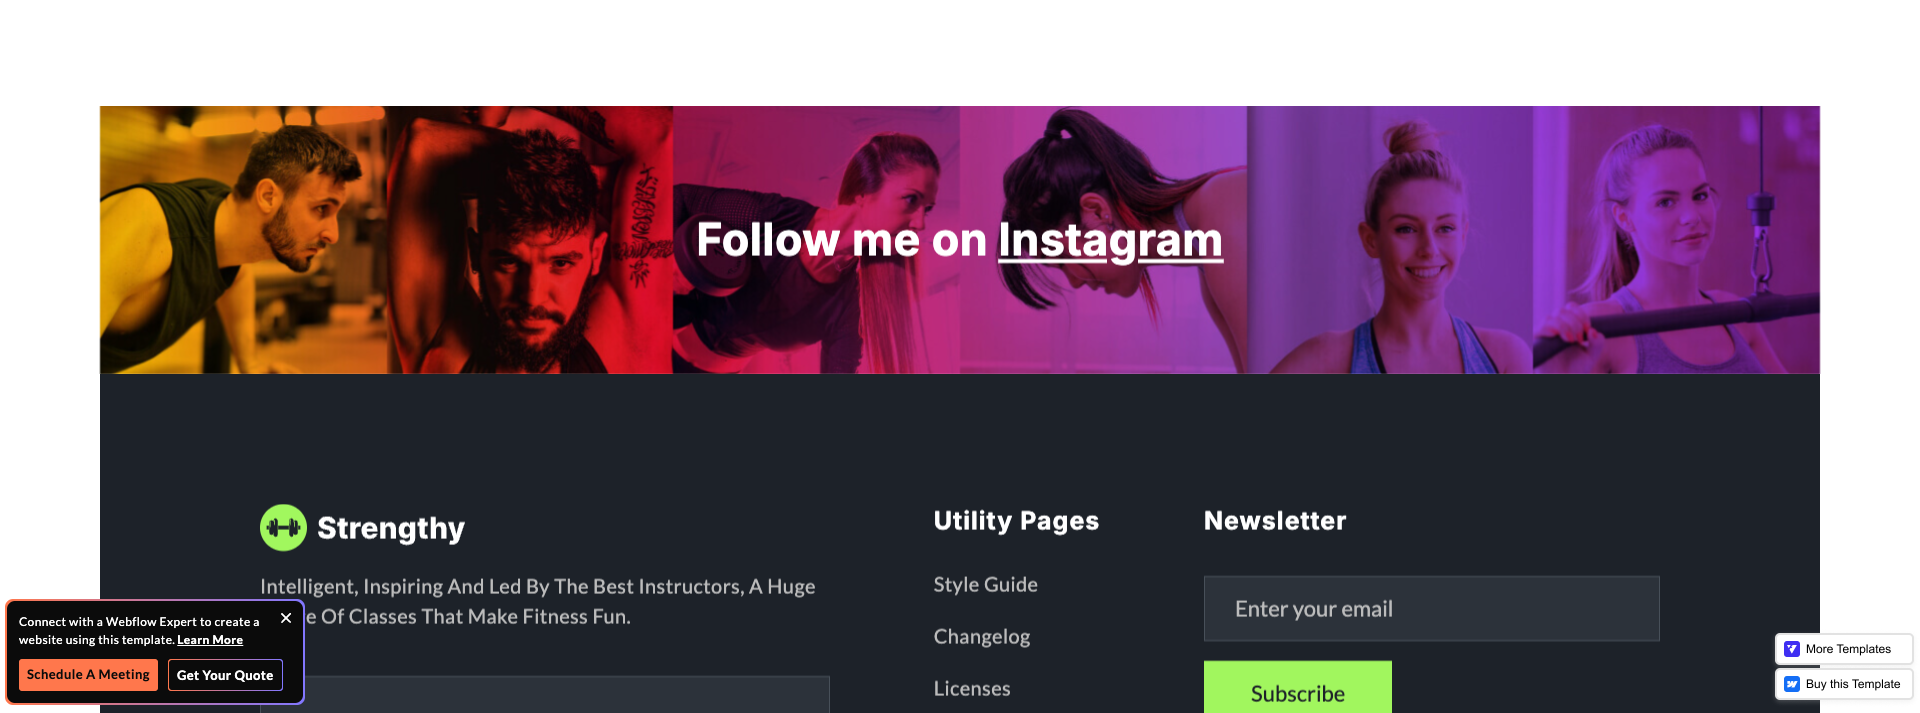 Follow me on Instagram
Strengthy
Intelligent, Inspiring And Led By The Best Instructors, A Huge
e Of Classes That Make Fitness Fun.
Utility Pages
Style Guide
Changelog
Licenses
Newsletter
Enter your email
Subscribe
Connect with a Webflow Expert to create a
website using this template. Learn More
Schedule A Meeting
Get Your Quote
More Templates
Buy this Template